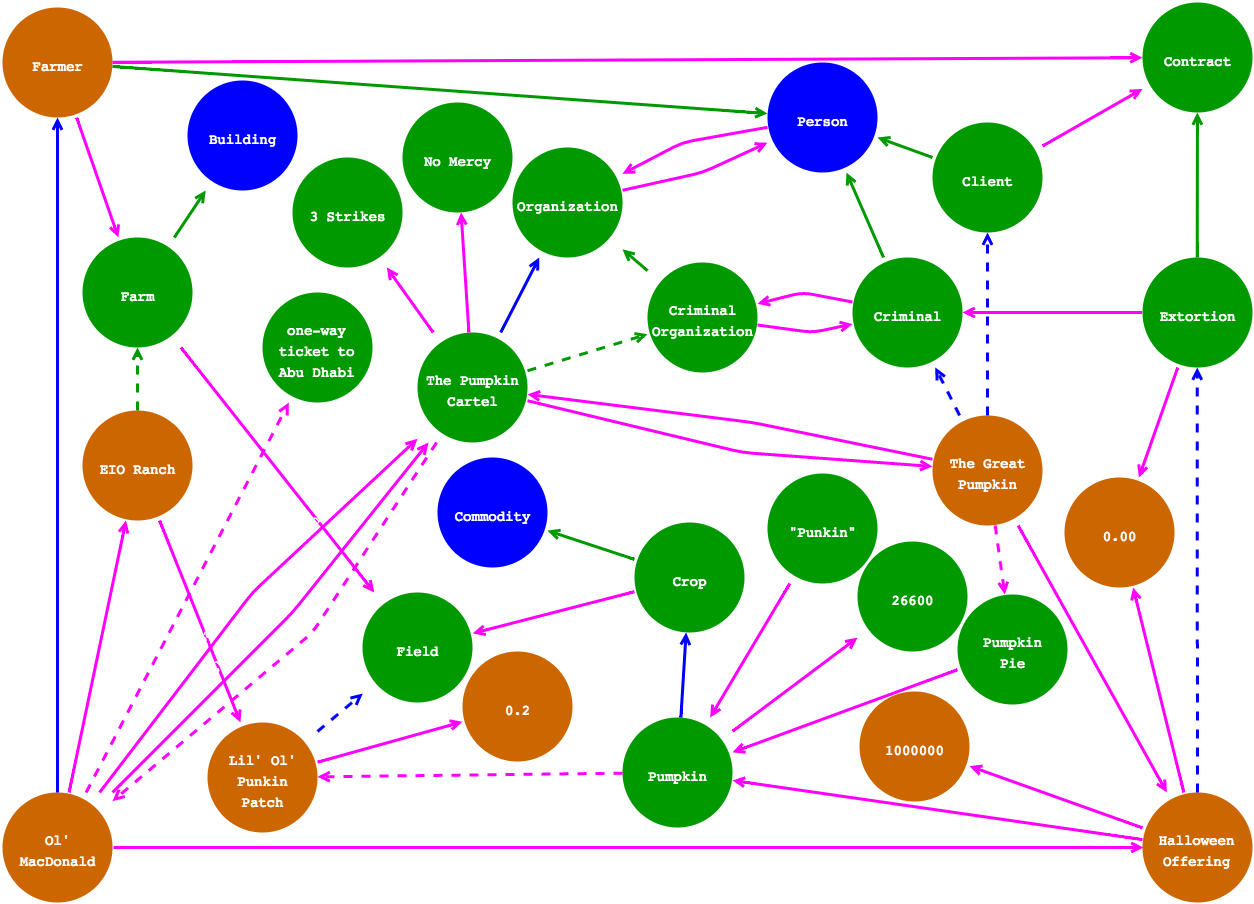 Farmer
Contract
Person
Building
No Mercy
Client
Organization
3 Strikes
Farm
Criminal
Organization
Criminal
Extortion
one-way
ticket to
Abu Dhabi
The Pumpkin
Cartel
EIO Ranch
The Great
Pumpkin
Commodity
"Punkin"
0.00
Crop
26600
Field
Pumpkin
Pie
0.2
1000000
Lil' Ol'
Punkin
Patch
Pumpkin
Ol'
MacDonald
Halloween
Offering